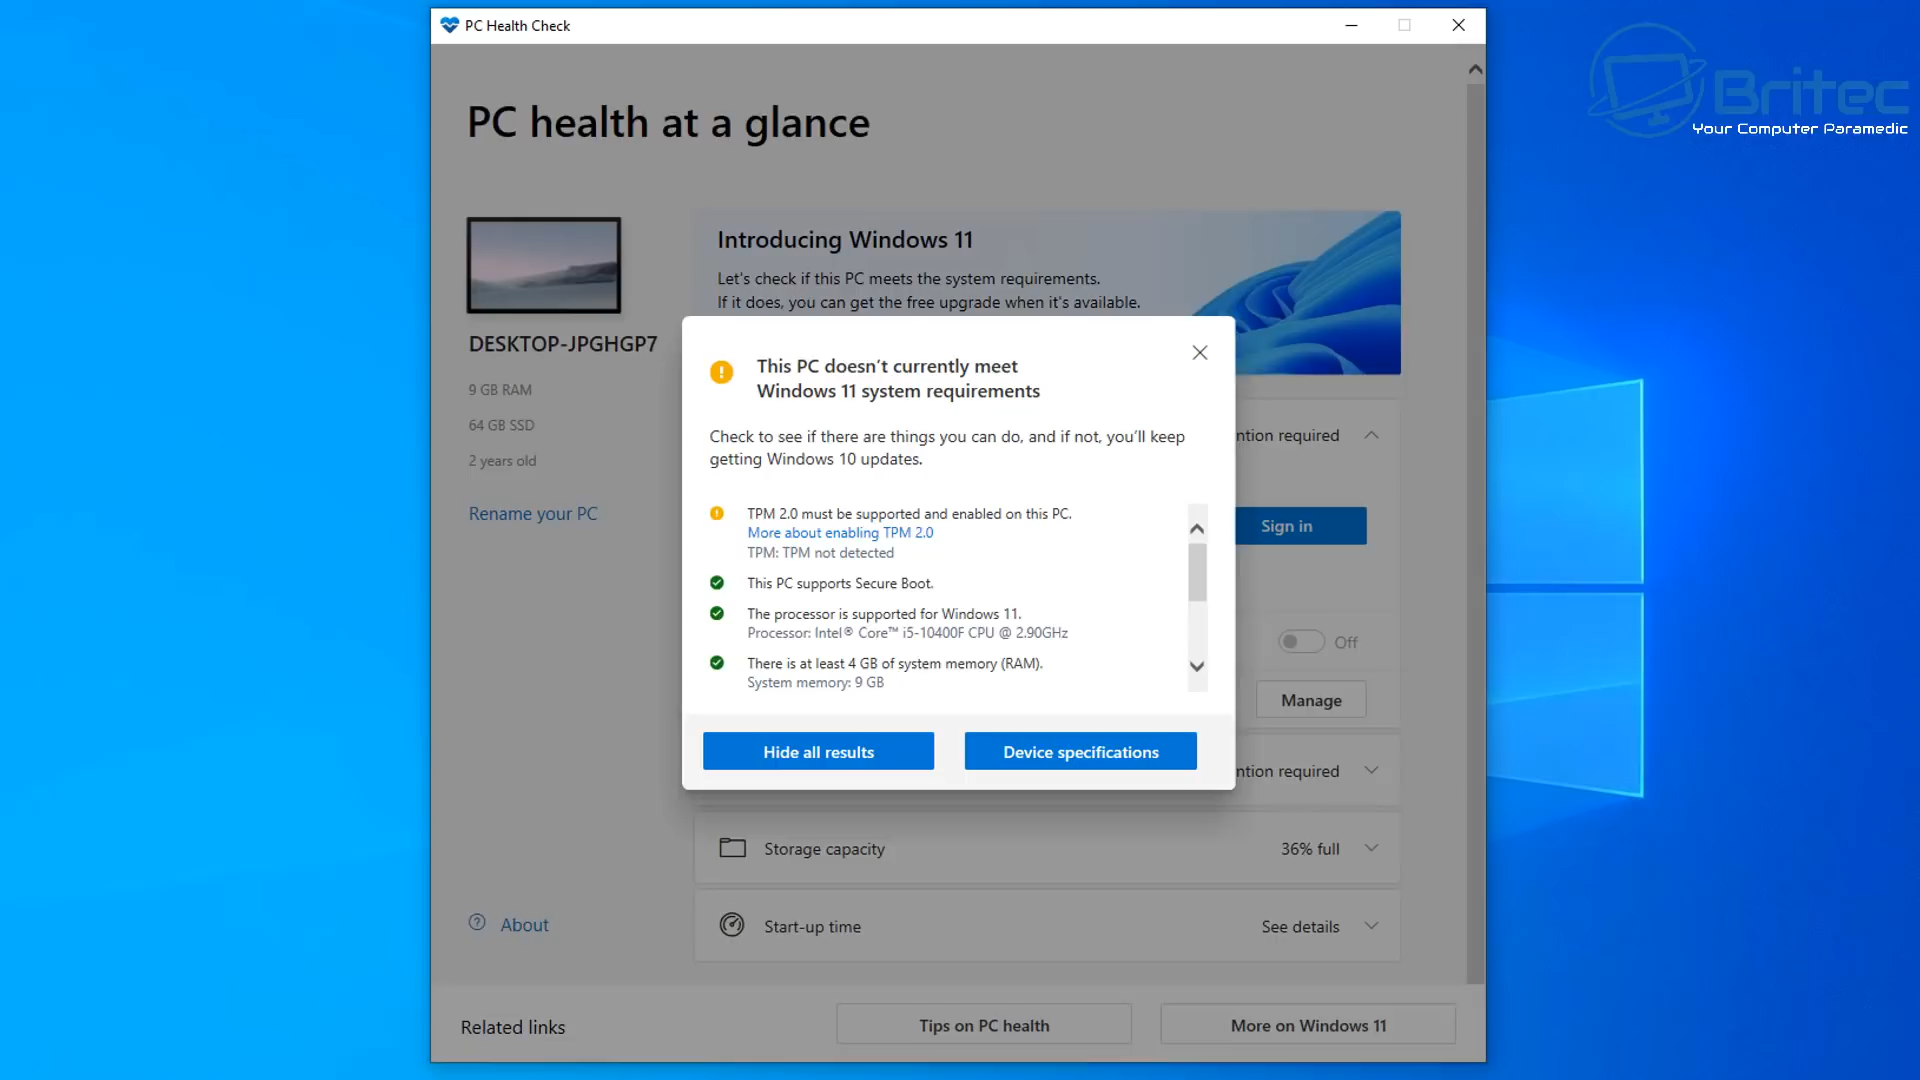 PC Health Check
Britec
Your Computer Paramedic
PC health at a glance
Introducing Windows 11
Let's check if this PC meets the system requirements.
If it does, you can get the free upgrade when it's available.
DESKTOP-JPGHGP7
9 GB RAM
64 GB SSD
2 years old
Rename your PC
This PC doesn’t currently meet
Windows 11 system requirements
Check to see if there are things you can do, and if not, you’ll keep
getting Windows 10 updates.
TPM 2.0 must be supported and enabled on this PC.
More about enabling TPM 2.0
TPM: TPM not detected
This PC supports Secure Boot.
The processor is supported for Windows 11.
Processor: Intel® Core™ i5-10400F CPU @ 2.90GHz
There is at least 4 GB of system memory (RAM).
System memory: 9 GB
Hide all results
Device specifications
ntion required
Sign in
Off
Manage
ntion required
Storage capacity
36% full
Start-up time
See details
About
Related links
Tips on PC health
More on Windows 11